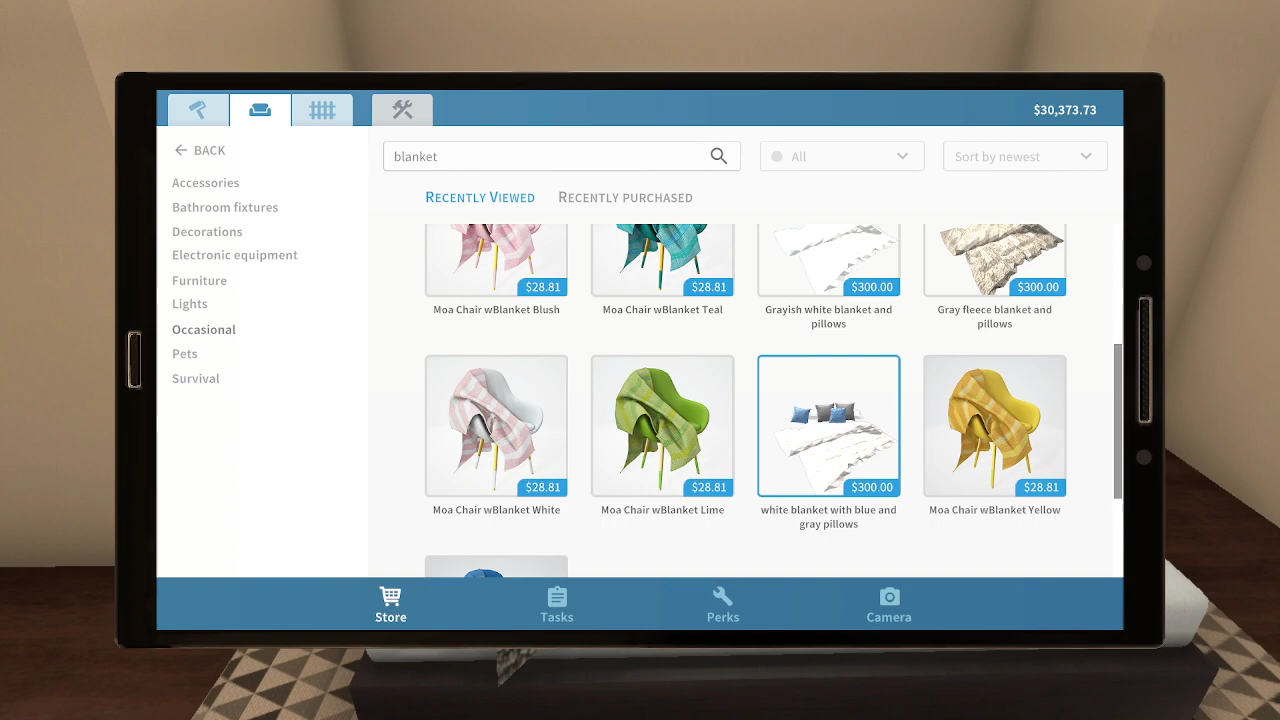 $30,373.73
BACK
blanket
All
Sort by newest
Accessories
Bathroom fixtures
Decorations
Electronic equipment
Furniture
Lights
Occasional
Pets
Survival
RECENTLY VIEWED
RECENTLY PURCHASED
$28.81
$28.81
$300.00
$300.00
Moa Chair wBlanket Blush
Moa Chair wBlanket Teal
Grayish white blanket and
pillows
Gray fleece blanket and
pillows
$28.81
$28.81
$300.00
$28.81
Moa Chair wBlanket White
Moa Chair wBlanket Lime
white blanket with blue and
gray pillows
Moa Chair wBlanket Yellow
Store
Tasks
Perks
Camera